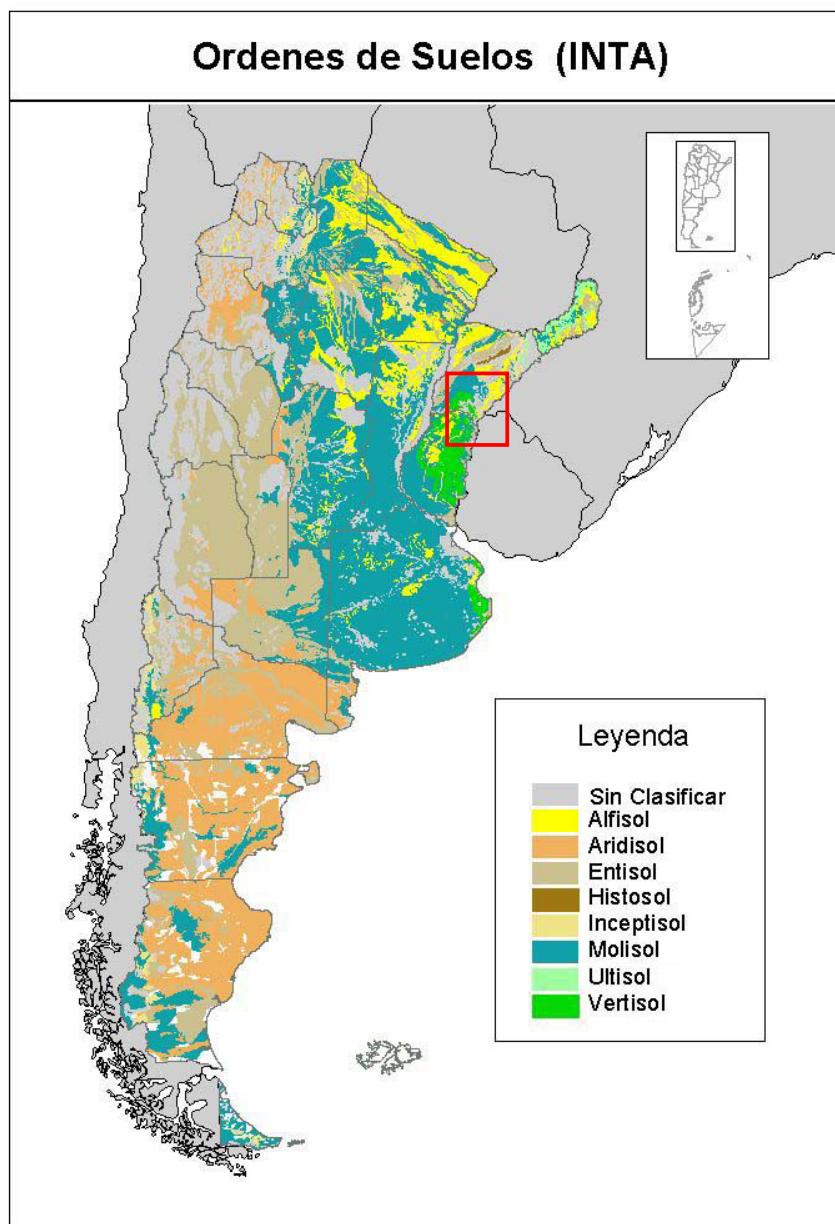 Ordenes de Suelos (INTA)
Leyenda
Sin Clasificar
Alfisol
Aridisol
Entisol
Histosol
Inceptisol
Molisol
Ultisol
Vertisol